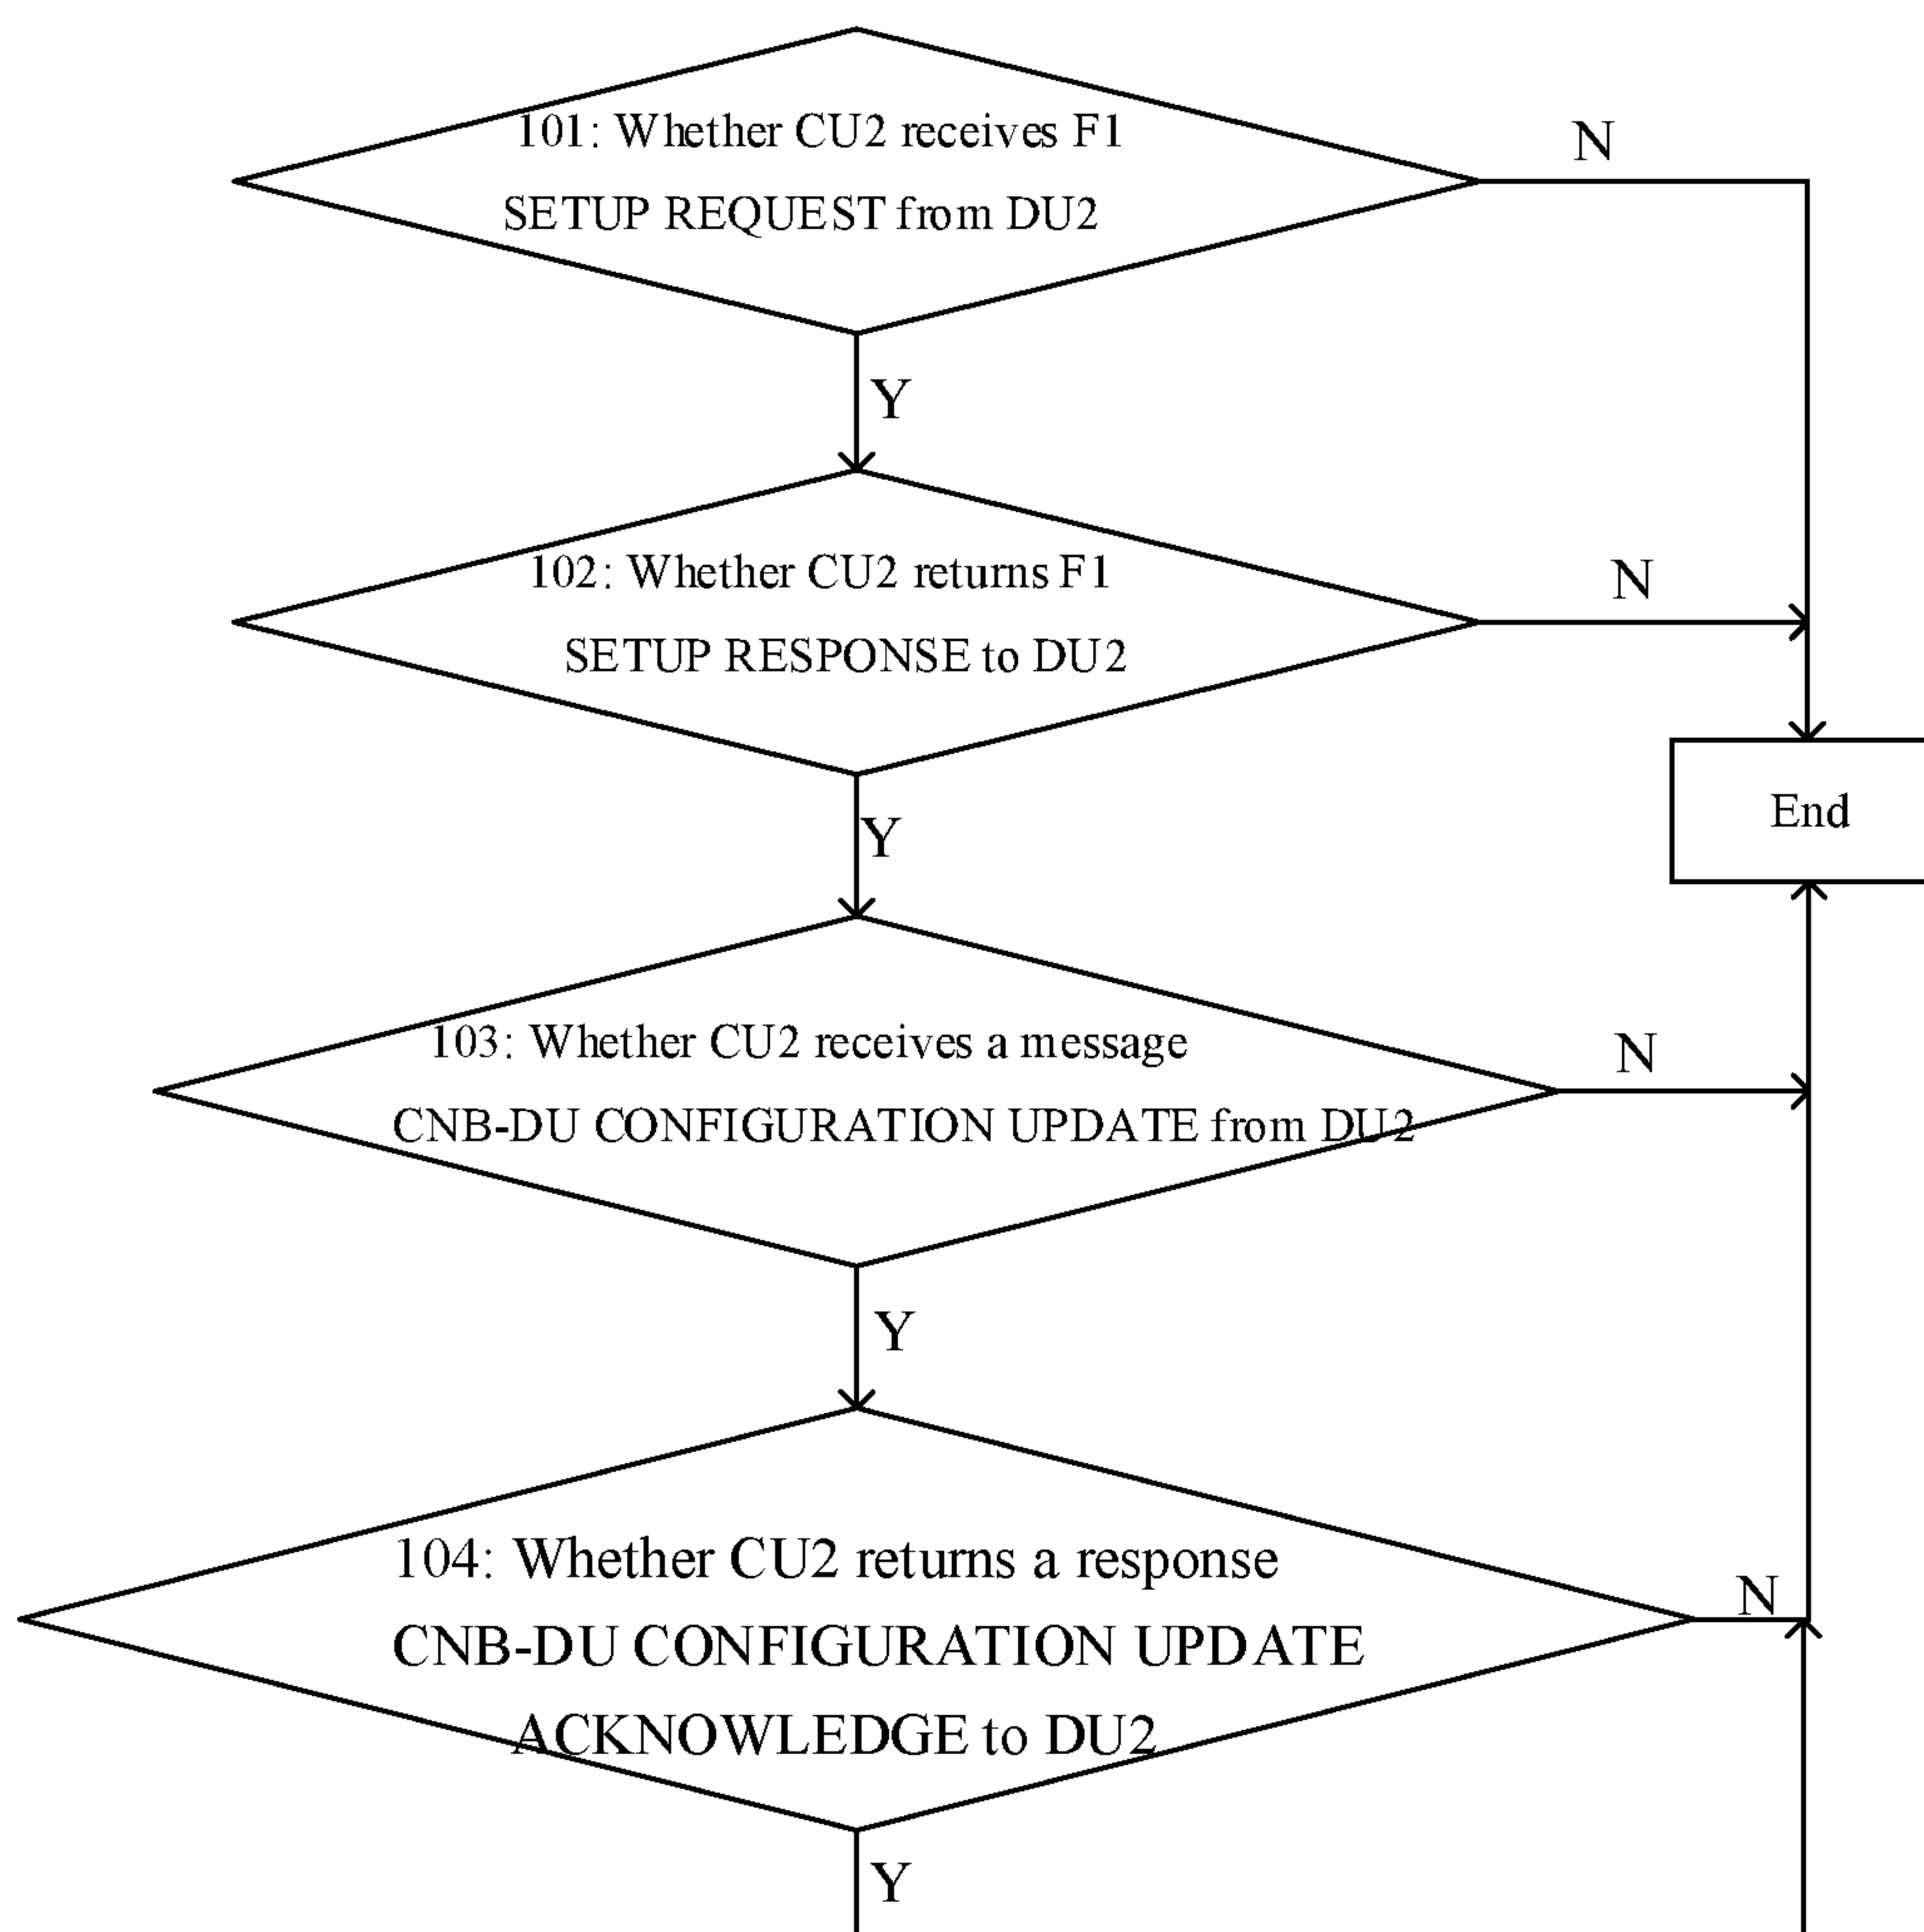 101: Whether CU2 receives F1
SETUP REQUEST from DU2
N
Y
102: Whether CU2 returns F1
SETUP RESPONSE to DU2
N
End
Y
103: Whether CU2 receives a message
CNB-DU CONFIGURATION UPDATE from DU2
N
Y
104: Whether CU2 returns a response
CNB-DU CONFIGURATION UPDATE
ACKNOWLEDGE to DU2
N
Y